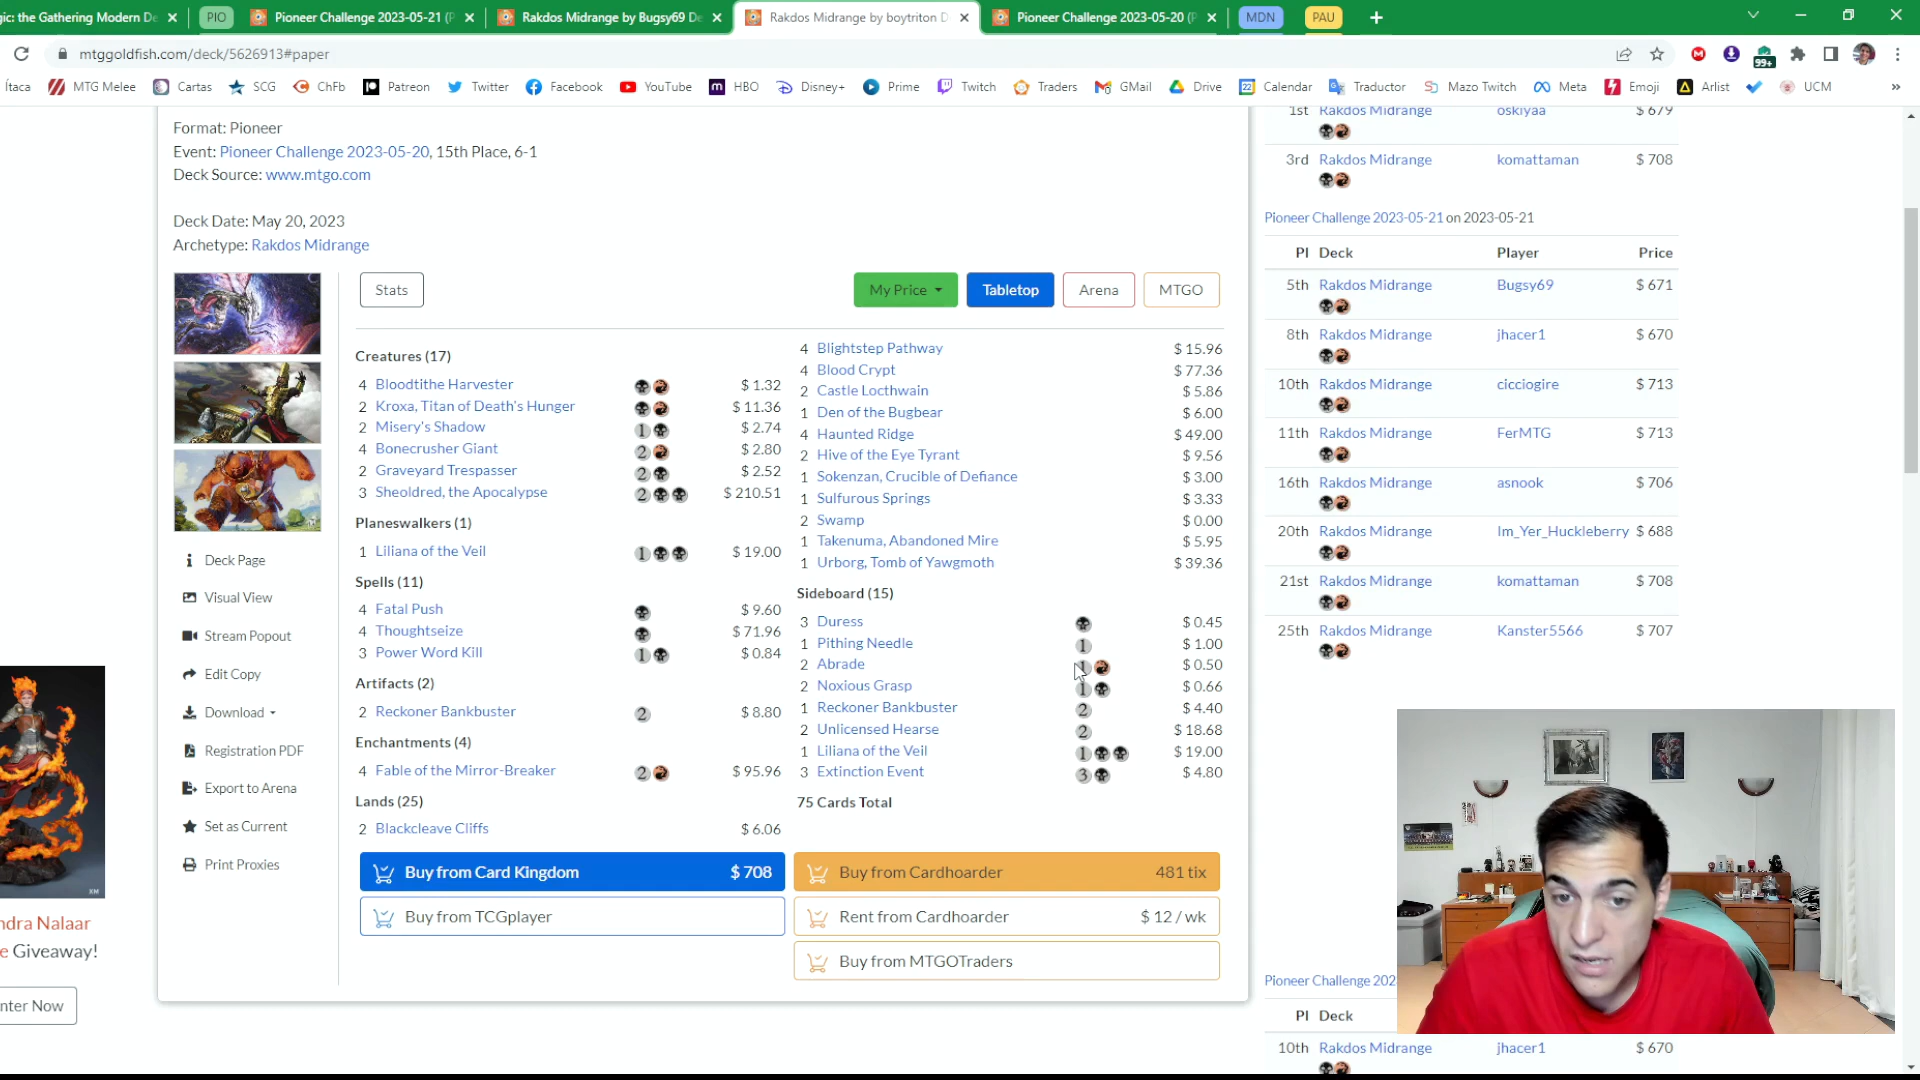 gic: the Gathering Modern De
PIO
Pioneer Challenge 2023-05-21 (P
Rakdos Midrange by Bugsy69 De
Rakdos Midrange by boytriton D
Pioneer Challenge 2023-05-20 (P
MDN
PAU
mtggoldfish.com/deck/5626913#paper
99+
Ítaca
MTG Melee
Cartas
SCG
ChFb
Patreon
Twitter
Facebook
YouTube
HBO
Disney+
Prime
Twitch
Traders
GMail
Drive
Calendar
Traductor
Mazo Twitch
Meta
Emoji
Arlist
UCM
Format: Pioneer
Event: Pioneer Challenge 2023-05-20, 15th Place, 6-1
Deck Source: www.mtgo.com
Deck Date: May 20, 2023
Archetype: Rakdos Midrange
Stats
My Price
Tabletop
Arena
MTGO
Deck Page
Visual View
Stream Popout
Edit Copy
Download
Registration PDF
Export to Arena
Set as Current
Print Proxies
Creatures (17)
4 Bloodtithe Harvester $ 1.32
2 Kroxa, Titan of Death's Hunger $ 11.36
2 Misery's Shadow 1 $ 2.74
4 Bonecrusher Giant 2 $ 2.80
2 Graveyard Trespasser 2 $ 2.52
3 Sheoldred, the Apocalypse 2 $ 210.51
Planeswalkers (1)
1 Liliana of the Veil 1 $ 19.00
Spells (11)
4 Fatal Push $ 9.60
4 Thoughtseize $ 71.96
3 Power Word Kill 1 $ 0.84
Artifacts (2)
2 Reckoner Bankbuster 2 $ 8.80
Enchantments (4)
4 Fable of the Mirror-Breaker 2 $ 95.96
Lands (25)
2 Blackcleave Cliffs $ 6.06
4 Blightstep Pathway $ 15.96
4 Blood Crypt $ 77.36
2 Castle Locthwain $ 5.86
1 Den of the Bugbear $ 6.00
4 Haunted Ridge $ 49.00
2 Hive of the Eye Tyrant $ 9.56
1 Sokenzan, Crucible of Defiance $ 3.00
1 Sulfurous Springs $ 3.33
2 Swamp $ 0.00
1 Takenuma, Abandoned Mire $ 5.95
1 Urborg, Tomb of Yawgmoth $ 39.36
Sideboard (15)
3 Duress $ 0.45
1 Pithing Needle 1 $ 1.00
2 Abrade 1 $ 0.50
2 Noxious Grasp 1 $ 0.66
1 Reckoner Bankbuster 2 $ 4.40
2 Unlicensed Hearse 2 $ 18.68
1 Liliana of the Veil 1 $ 19.00
3 Extinction Event 3 $ 4.80
75 Cards Total
Buy from Card Kingdom $ 708
Buy from Cardhoarder 481 tix
Buy from TCGplayer
Rent from Cardhoarder $ 12 / wk
Buy from MTGOTraders
ndra Nalaar
e Giveaway!
nter Now
1st Rakdos Midrange oskiyaa $ 679
3rd Rakdos Midrange komattaman $ 708
Pioneer Challenge 2023-05-21 on 2023-05-21
Pl Deck Player Price
5th Rakdos Midrange Bugsy69 $ 671
8th Rakdos Midrange jhacer1 $ 670
10th Rakdos Midrange cicciogire $ 713
11th Rakdos Midrange FerMTG $ 713
16th Rakdos Midrange asnook $ 706
20th Rakdos Midrange Im_Yer_Huckleberry $ 688
21st Rakdos Midrange komattaman $ 708
25th Rakdos Midrange Kanster5566 $ 707
Pioneer Challenge 202
Pl Deck
10th Rakdos Midrange jhacer1 $ 670